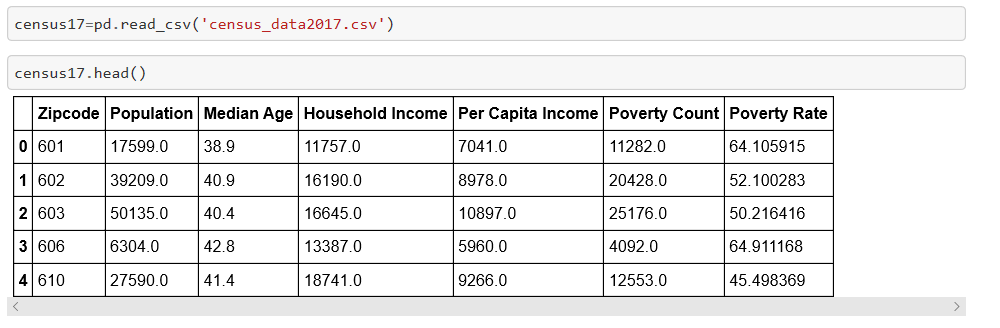 census17=pd.read_csv('census_data2017.csv')
census17.head()
Zipcode Population Median Age Household Income Per Capita Income Poverty Count Poverty Rate
0 601 17599.0 38.9 11757.0 7041.0 11282.0 64.105915
1 602 39209.0 40.9 16190.0 8978.0 20428.0 52.100283
2 603 50135.0 40.4 16645.0 10897.0 25176.0 50.216416
3 606 6304.0 42.8 13387.0 5960.0 4092.0 64.911168
4 610 27590.0 41.4 18741.0 9266.0 12553.0 45.498369